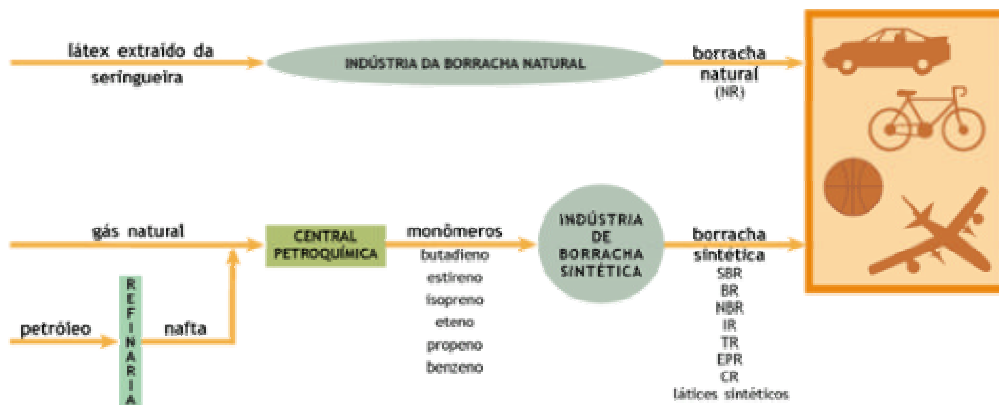 látex extraído da
seringueira
INDÚSTRIA DA BORRACHA NATURAL
borracha
natural
(NR)
gás natural
petróleo
REFINARIA
nafta
CENTRAL
PETROQUÍMICA
monômeros
butadieno
estireno
isopreno
eteno
propeno
benzeno
INDÚSTRIA
DE
BORRACHA
SINTÉTICA
borracha
sintética
SBR
BR
NBR
IR
TR
EPR
CR
látices sintéticos